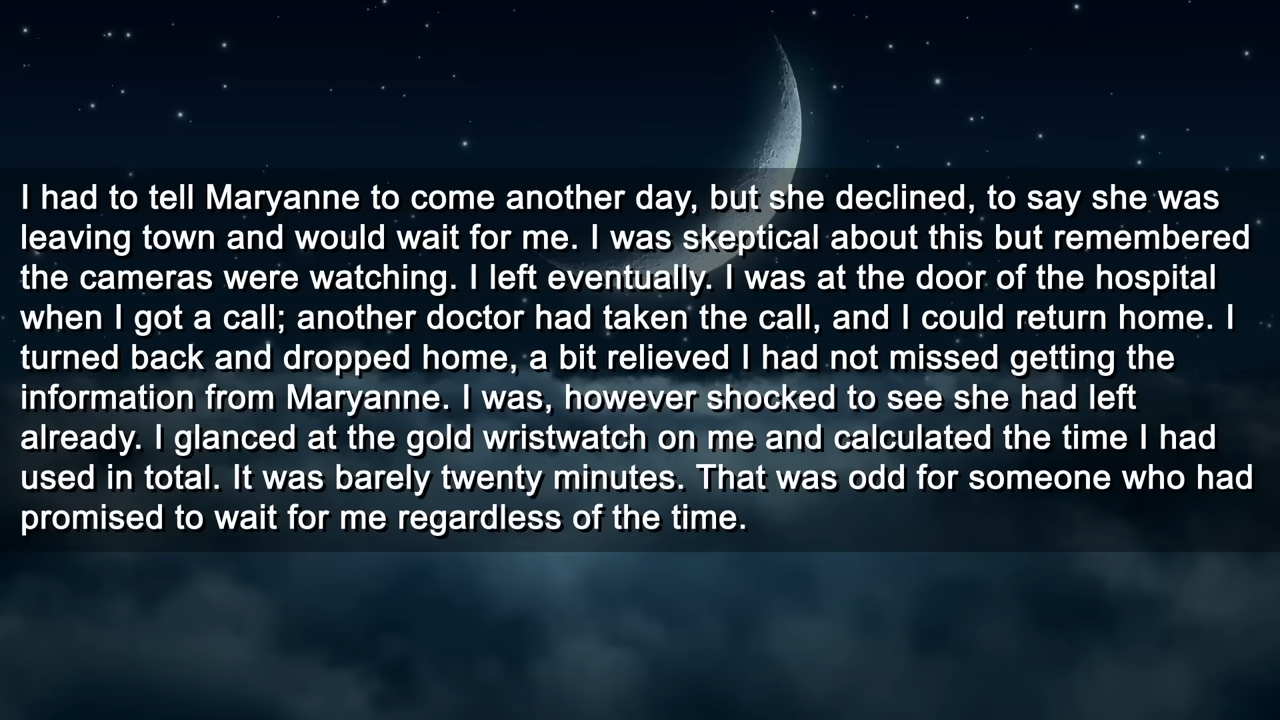 I had to tell Maryanne to come another day, but she declined, to say she was
leaving town and would wait for me. I was skeptical about this but remembered
the cameras were watching. I left eventually. I was at the door of the hospital
when I got a call; another doctor had taken the call, and I could return home. I
turned back and dropped home, a bit relieved I had not missed getting the
information from Maryanne. I was, however shocked to see she had left
already. I glanced at the gold wristwatch on me and calculated the time I had
used in total. It was barely twenty minutes. That was odd for someone who had
promised to wait for me regardless of the time.